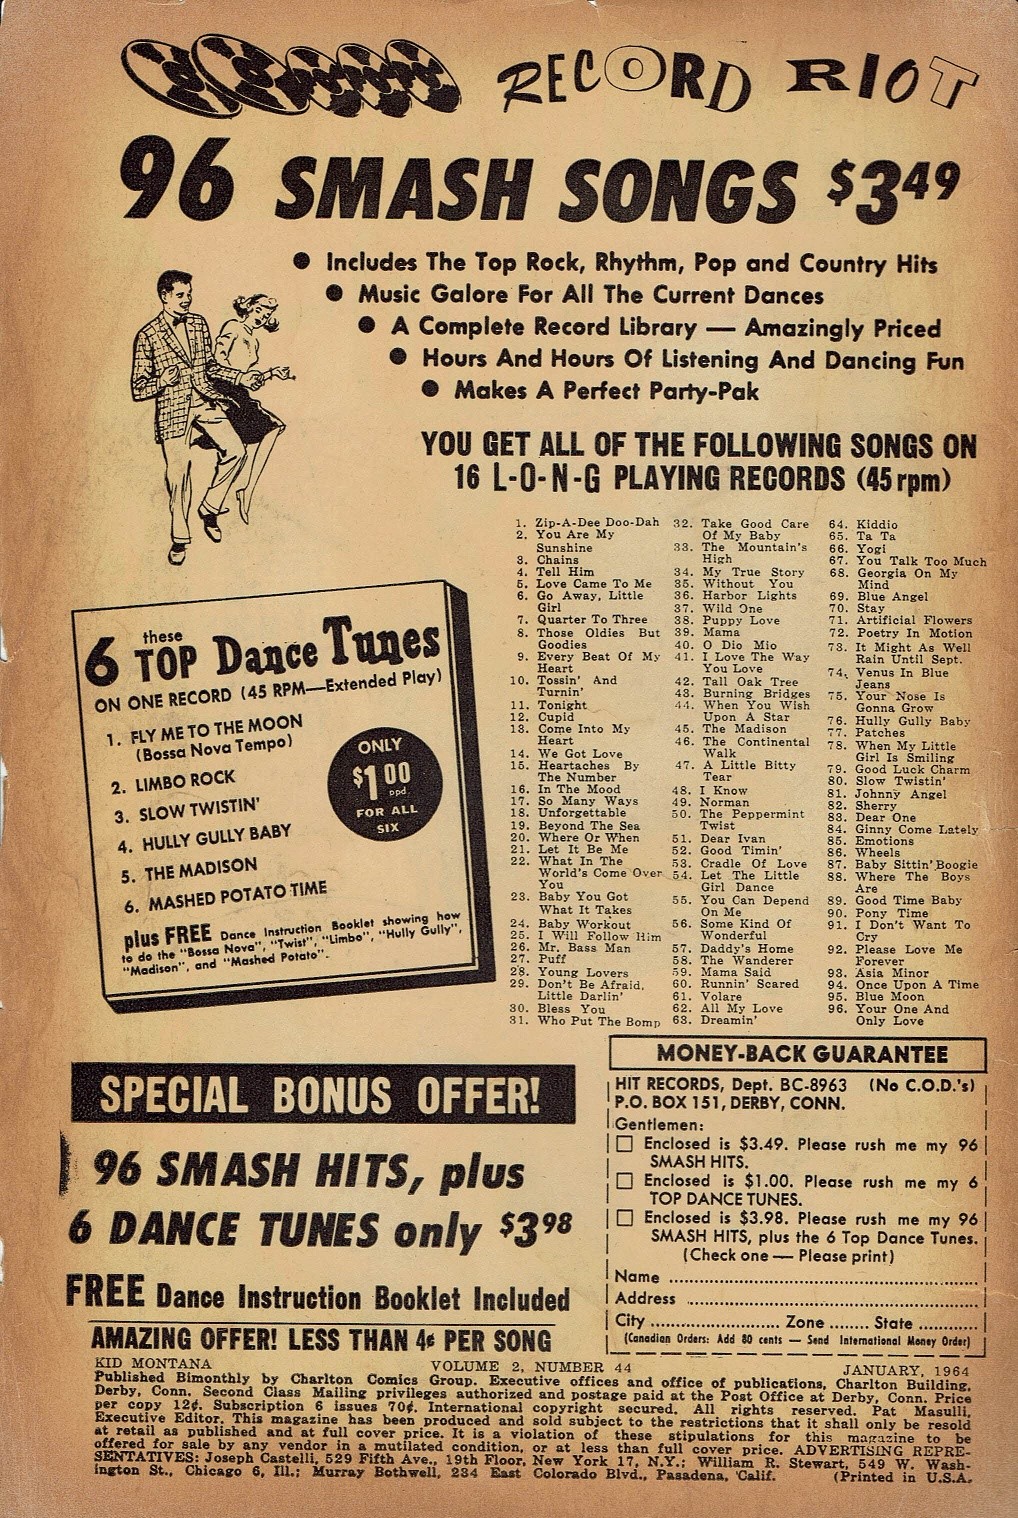 RECORD RIOT
96 SMASH SONGS $3.49
● Includes The Top Rock, Rhythm, Pop and Country Hits
● Music Galore For All The Current Dances
● A Complete Record Library — Amazingly Priced
● Hours And Hours Of Listening And Dancing Fun
● Makes A Perfect Party-Pak
YOU GET ALL OF THE FOLLOWING SONGS ON
16 L-O-N-G PLAYING RECORDS (45 rpm)
1. Zip-A-Dee Doo-Dah
2. You Are My
Sunshine
3. Chains
4. Tell Him
5. Love Came To Me
6. Go Away, Little
Girl
7. Quarter To Three
8. Those Oldies But
Goodies
9. Every Beat Of My
Heart
10. Tossin' And
Turnin'
11. Tonight
12. Cupid
13. Come Into My
Heart
14. We Got Love
15. Heartaches By
The Number
16. In The Mood
17. So Many Ways
18. Unforgettable
19. Beyond The Sea
20. Where Or When
21. Let It Be Me
22. What In The
World's Come Over
You
23. Baby You Got
What It Takes
24. Baby Workout
25. I Will Follow Him
26. Mr. Bass Man
27. Puff
28. Young Lovers
29. Don't Be Afraid,
Little Darlin'
30. Bless You
31. Who Put The Bomp
32. Take Good Care
Of My Baby
33. The Mountain's
High
34. My True Story
35. Without You
36. Harbor Lights
37. Wild One
38. Puppy Love
39. Mama
40. O Dio Mio
41. I Love The Way
You Love
42. Tall Oak Tree
43. Burning Bridges
44. When You Wish
Upon A Star
45. The Madison
46. The Continental
Walk
47. A Little Bitty
Tear
48. I Know
49. Norman
50. The Peppermint
Twist
51. Dear Ivan
52. Good Timin'
53. Cradle Of Love
54. Let The Little
Girl Dance
55. You Can Depend
On Me
56. Some Kind Of
Wonderful
57. Daddy's Home
58. The Wanderer
59. Mama Said
60. Runnin' Scared
61. Volare
62. All My Love
63. Dreamin'
64. Kiddio
65. Ta Ta
66. Yogi
67. You Talk Too Much
68. Georgia On My
Mind
69. Blue Angel
70. Stay
71. Artificial Flowers
72. Poetry In Motion
73. It Might As Well
Rain Until Sept.
74. Venus In Blue
Jeans
75. Your Nose Is
Gonna Grow
76. Hully Gully Baby
77. Patches
78. When My Little
Girl Is Smiling
79. Good Luck Charm
80. Slow Twistin'
81. Johnny Angel
82. Sherry
83. Dear One
84. Ginny Come Lately
85. Emotions
86. Wheels
87. Baby Sittin' Boogie
88. Where The Boys
Are
89. Good Time Baby
90. Pony Time
91. I Don't Want To
Cry
92. Please Love Me
Forever
93. Asia Minor
94. Once Upon A Time
95. Blue Moon
96. Your One And
Only Love
6 these TOP Dance Tunes
ON ONE RECORD (45 RPM—Extended Play)
1. FLY ME TO THE MOON
(Bossa Nova Tempo)
2. LIMBO ROCK
3. SLOW TWISTIN'
4. HULLY GULLY BABY
5. THE MADISON
6. MASHED POTATO TIME
ONLY
$1.00
ppd.
FOR ALL
SIX
plus FREE Dance Instruction Booklet showing how
to do the "Bossa Nova", "Twist", "Limbo", "Hully Gully",
"Madison", and "Mashed Potato".
SPECIAL BONUS OFFER!
96 SMASH HITS, plus
6 DANCE TUNES only $3.98
FREE Dance Instruction Booklet Included
AMAZING OFFER! LESS THAN 4¢ PER SONG
MONEY-BACK GUARANTEE
HIT RECORDS, Dept. BC-8963 (No C.O.D.'s)
P.O. BOX 151, DERBY, CONN.
Gentlemen:
☐ Enclosed is $3.49. Please rush me my 96
SMASH HITS.
☐ Enclosed is $1.00. Please rush me my 6
TOP DANCE TUNES.
☐ Enclosed is $3.98. Please rush me my 96
SMASH HITS, plus the 6 Top Dance Tunes.
(Check one — Please print)
Name ........................................
Address .....................................
City .................... Zone ....... State ...........
(Canadian Orders: Add 80 cents — Send International Money Order)
KID MONTANA VOLUME 2, NUMBER 44 JANUARY, 1964
Published Bimonthly by Charlton Comics Group. Executive offices and office of publications, Charlton Building,
Derby, Conn. Second Class Mailing privileges authorized and postage paid at the Post Office at Derby, Conn. Price
per copy 12¢. Subscription 6 issues 70¢. International copyright secured. All rights reserved. Pat Masulli,
Executive Editor. This magazine has been produced and sold subject to the restrictions that it shall only be resold
at retail as published and at full cover price. It is a violation of these stipulations for this magazine to be
offered for sale by any vendor in a mutilated condition, or at less than full cover price. ADVERTISING REPRE-
SENTATIVES: Joseph Castelli, 529 Fifth Ave., 19th Floor, New York 17, N.Y.; William R. Stewart, 549 W. Wash-
ington St., Chicago 6, Ill.; Murray Bothwell, 234 East Colorado Blvd., Pasadena, Calif. (Printed in U.S.A.